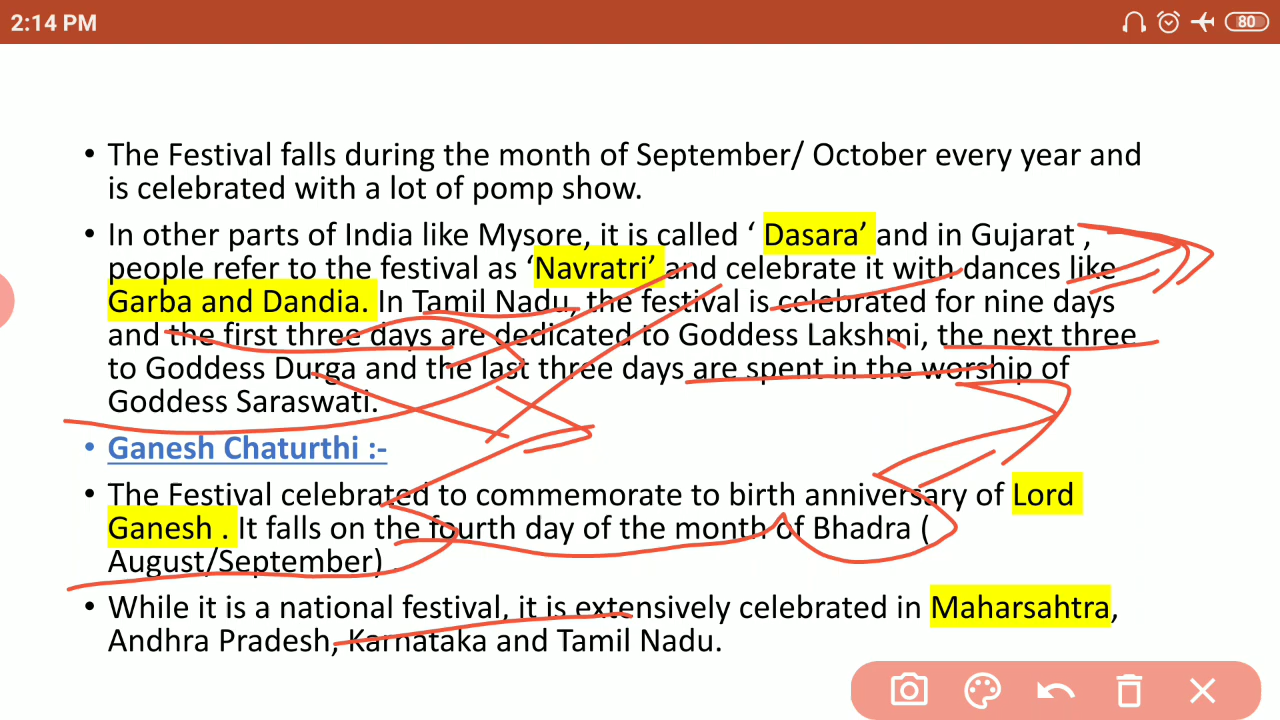 2:14 PM
80
• The Festival falls during the month of September/ October every year and
is celebrated with a lot of pomp show.
• In other parts of India like Mysore, it is called ‘ Dasara’ and in Gujarat ,
people refer to the festival as ‘Navratri’ and celebrate it with dances like
Garba and Dandia. In Tamil Nadu, the festival is celebrated for nine days
and the first three days are dedicated to Goddess Lakshmi, the next three
to Goddess Durga and the last three days are spent in the worship of
Goddess Saraswati.
• Ganesh Chaturthi :-
• The Festival celebrated to commemorate to birth anniversary of Lord
Ganesh . It falls on the fourth day of the month of Bhadra (
August/September) .
• While it is a national festival, it is extensively celebrated in Maharsahtra,
Andhra Pradesh, Karnataka and Tamil Nadu.